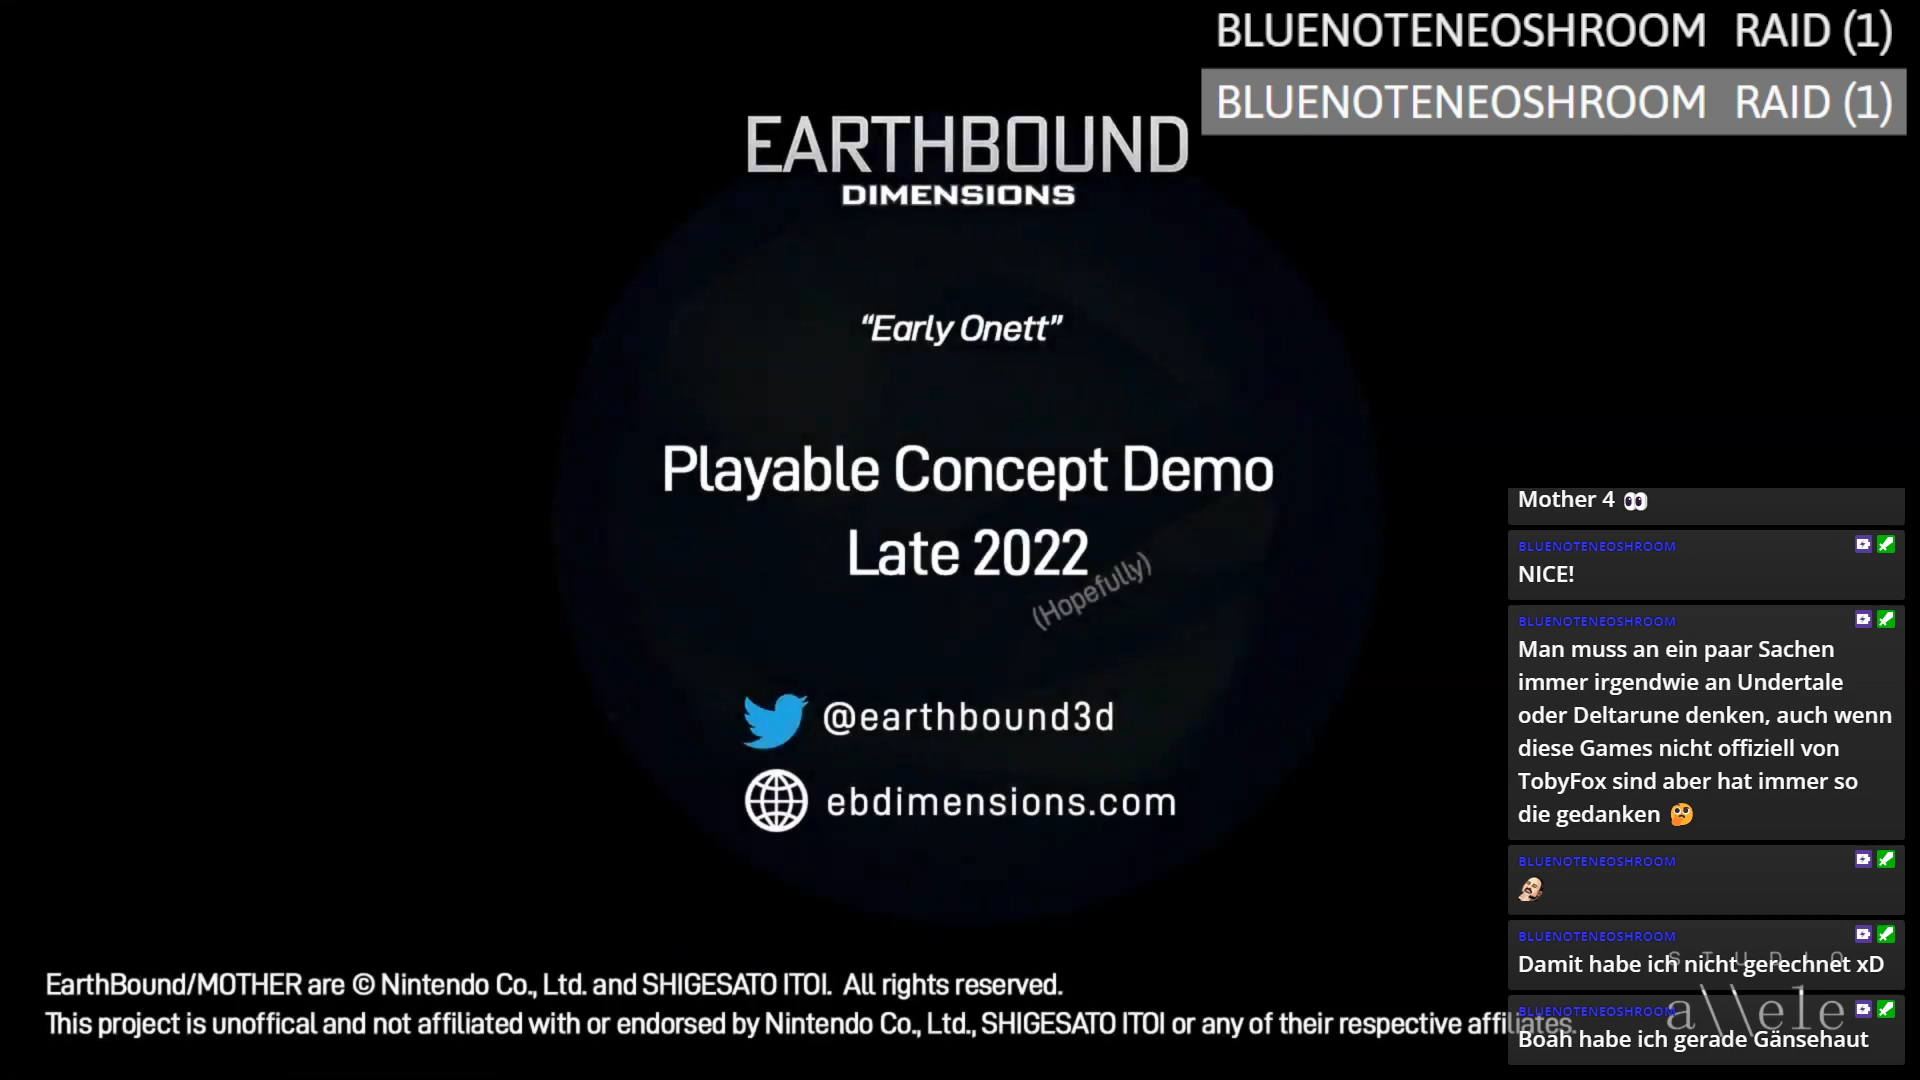 BLUENOTENEOSHROOM RAID (1)
BLUENOTENEOSHROOM RAID (1)
EARTHBOUND
DIMENSIONS
“Early Onett”
Playable Concept Demo
Late 2022
(Hopefully)
@earthbound3d
ebdimensions.com
EarthBound/MOTHER are © Nintendo Co., Ltd. and SHIGESATO ITOI. All rights reserved.
This project is unoffical and not affiliated with or endorsed by Nintendo Co., Ltd., SHIGESATO ITOI or any of their respective affiliates.
Mother 4 👀
BLUENOTENEOSHROOM
NICE!
BLUENOTENEOSHROOM
Man muss an ein paar Sachen
immer irgendwie an Undertale
oder Deltarune denken, auch wenn
diese Games nicht offiziell von
TobyFox sind aber hat immer so
die gedanken 🤔
BLUENOTENEOSHROOM
BLUENOTENEOSHROOM
Damit habe ich nicht gerechnet xD
BLUENOTENEOSHROOM
Boah habe ich gerade Gänsehaut
STUDIO
a\\ele